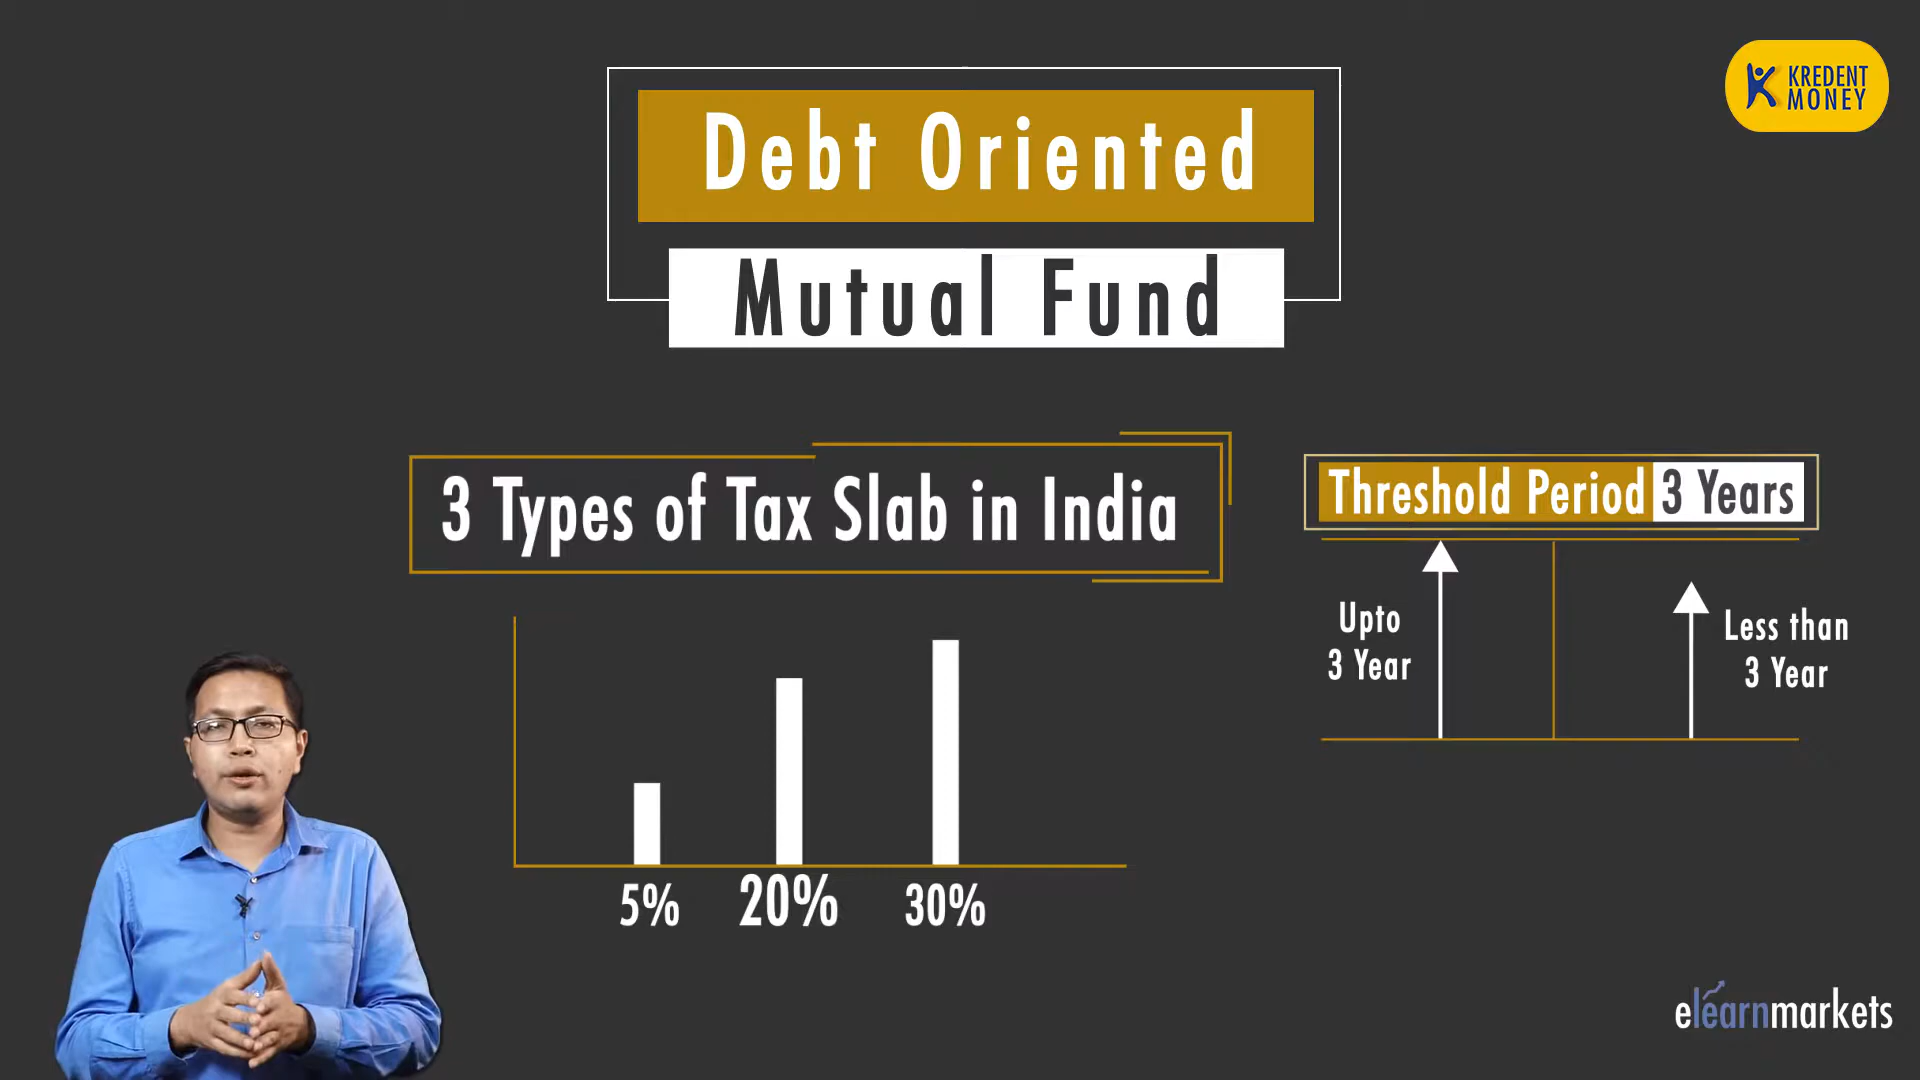 KREDENT
MONEY
Debt Oriented
Mutual Fund
3 Types of Tax Slab in India
5%
20%
30%
Threshold Period 3 Years
Upto
3 Year
Less than
3 Year
elearnmarkets